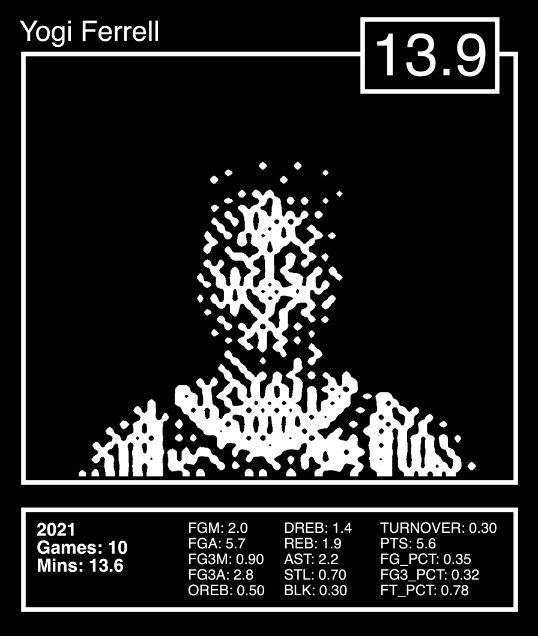 Yogi Ferrell
13.9
2021
Games: 10
Mins: 13.6
FGM: 2.0
FGA: 5.7
FG3M: 0.90
FG3A: 2.8
OREB: 0.50
DREB: 1.4
REB: 1.9
AST: 2.2
STL: 0.70
BLK: 0.30
TURNOVER: 0.30
PTS: 5.6
FG_PCT: 0.35
FG3_PCT: 0.32
FT_PCT: 0.78